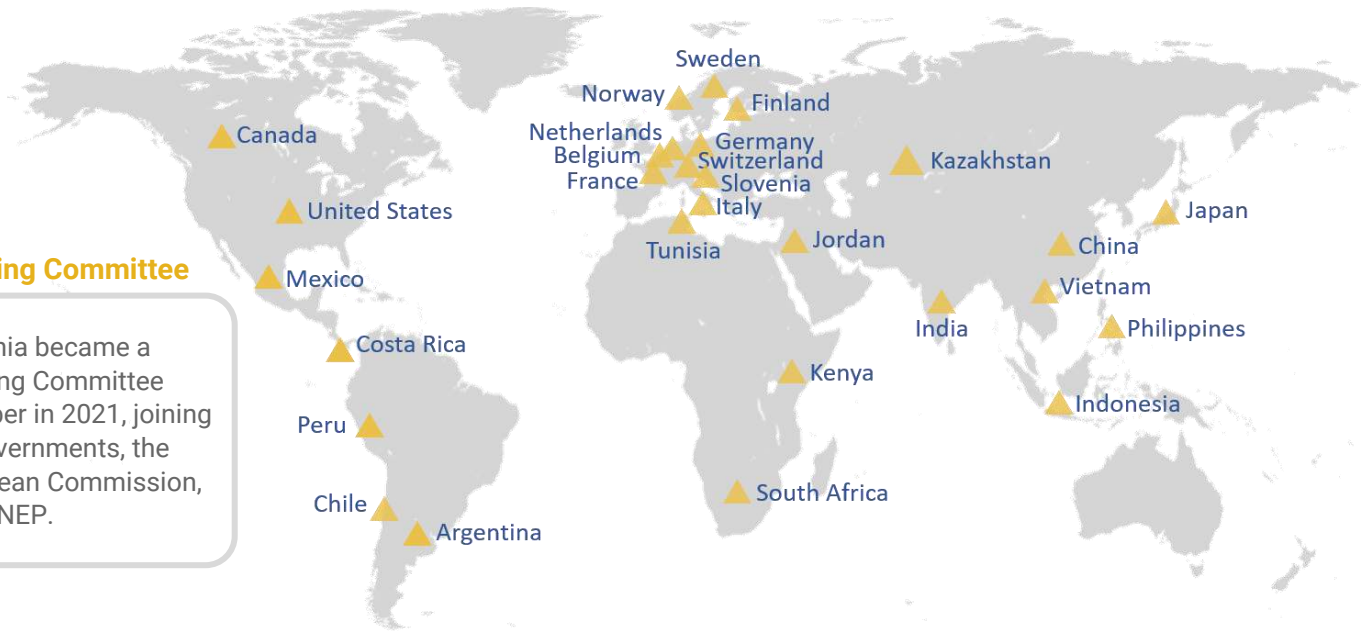 Sweden
Norway
Finland
Canada
Netherlands
Germany
Belgium
Switzerland
Kazakhstan
France
Slovenia
United States
Italy
Japan
Tunisia
Jordan
China
ing Committee
Mexico
Vietnam
India
Philippines
nia became a
Costa Rica
ing Committee
Kenya
ber in 2021, joining
Indonesia
Peru
vernments, the
ean Commission,
South Africa
Chile
NEP.
Argentina